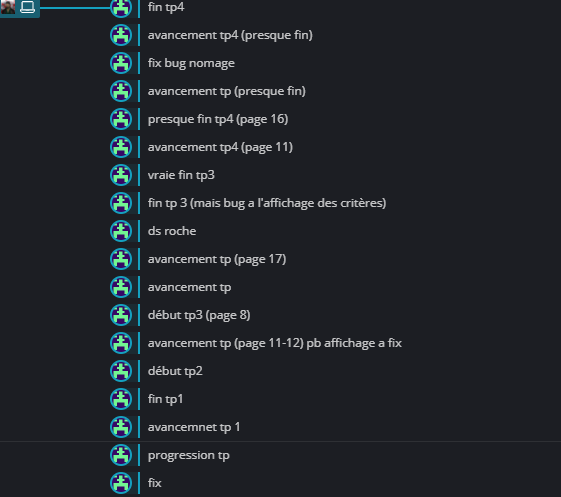 fin tp4
avancement tp4 (presque fin)
fix bug nomage
avancement tp (presque fin)
presque fin tp4 (page 16)
avancement tp4 (page 11)
vraie fin tp3
fin tp 3 (mais bug a l'affichage des critères)
ds roche
avancement tp (page 17)
avancement tp
début tp3 (page 8)
avancement tp (page 11-12) pb affichage a fix
début tp2
fin tp1
avancemnet tp 1
progression tp
fix